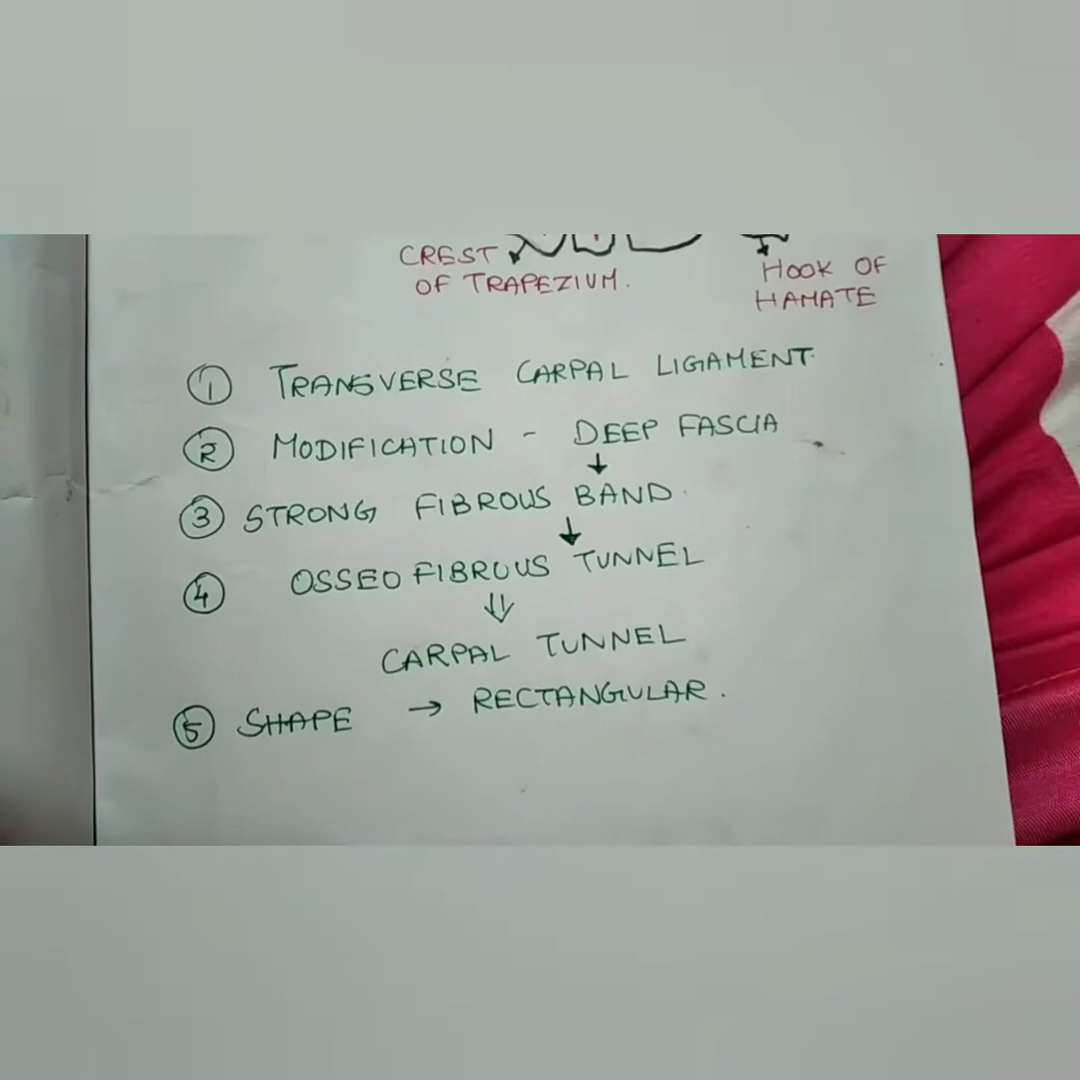 CREST
OF TRAPEZIUM.
HOOK OF
HAMATE
① TRANSVERSE CARPAL LIGAMENT
② MODIFICATION - DEEP FASCIA
↓
③ STRONG FIBROUS BAND
↓
④ OSSEOFIBROUS TUNNEL
⇓
CARPAL TUNNEL
⑤ SHAPE → RECTANGULAR.